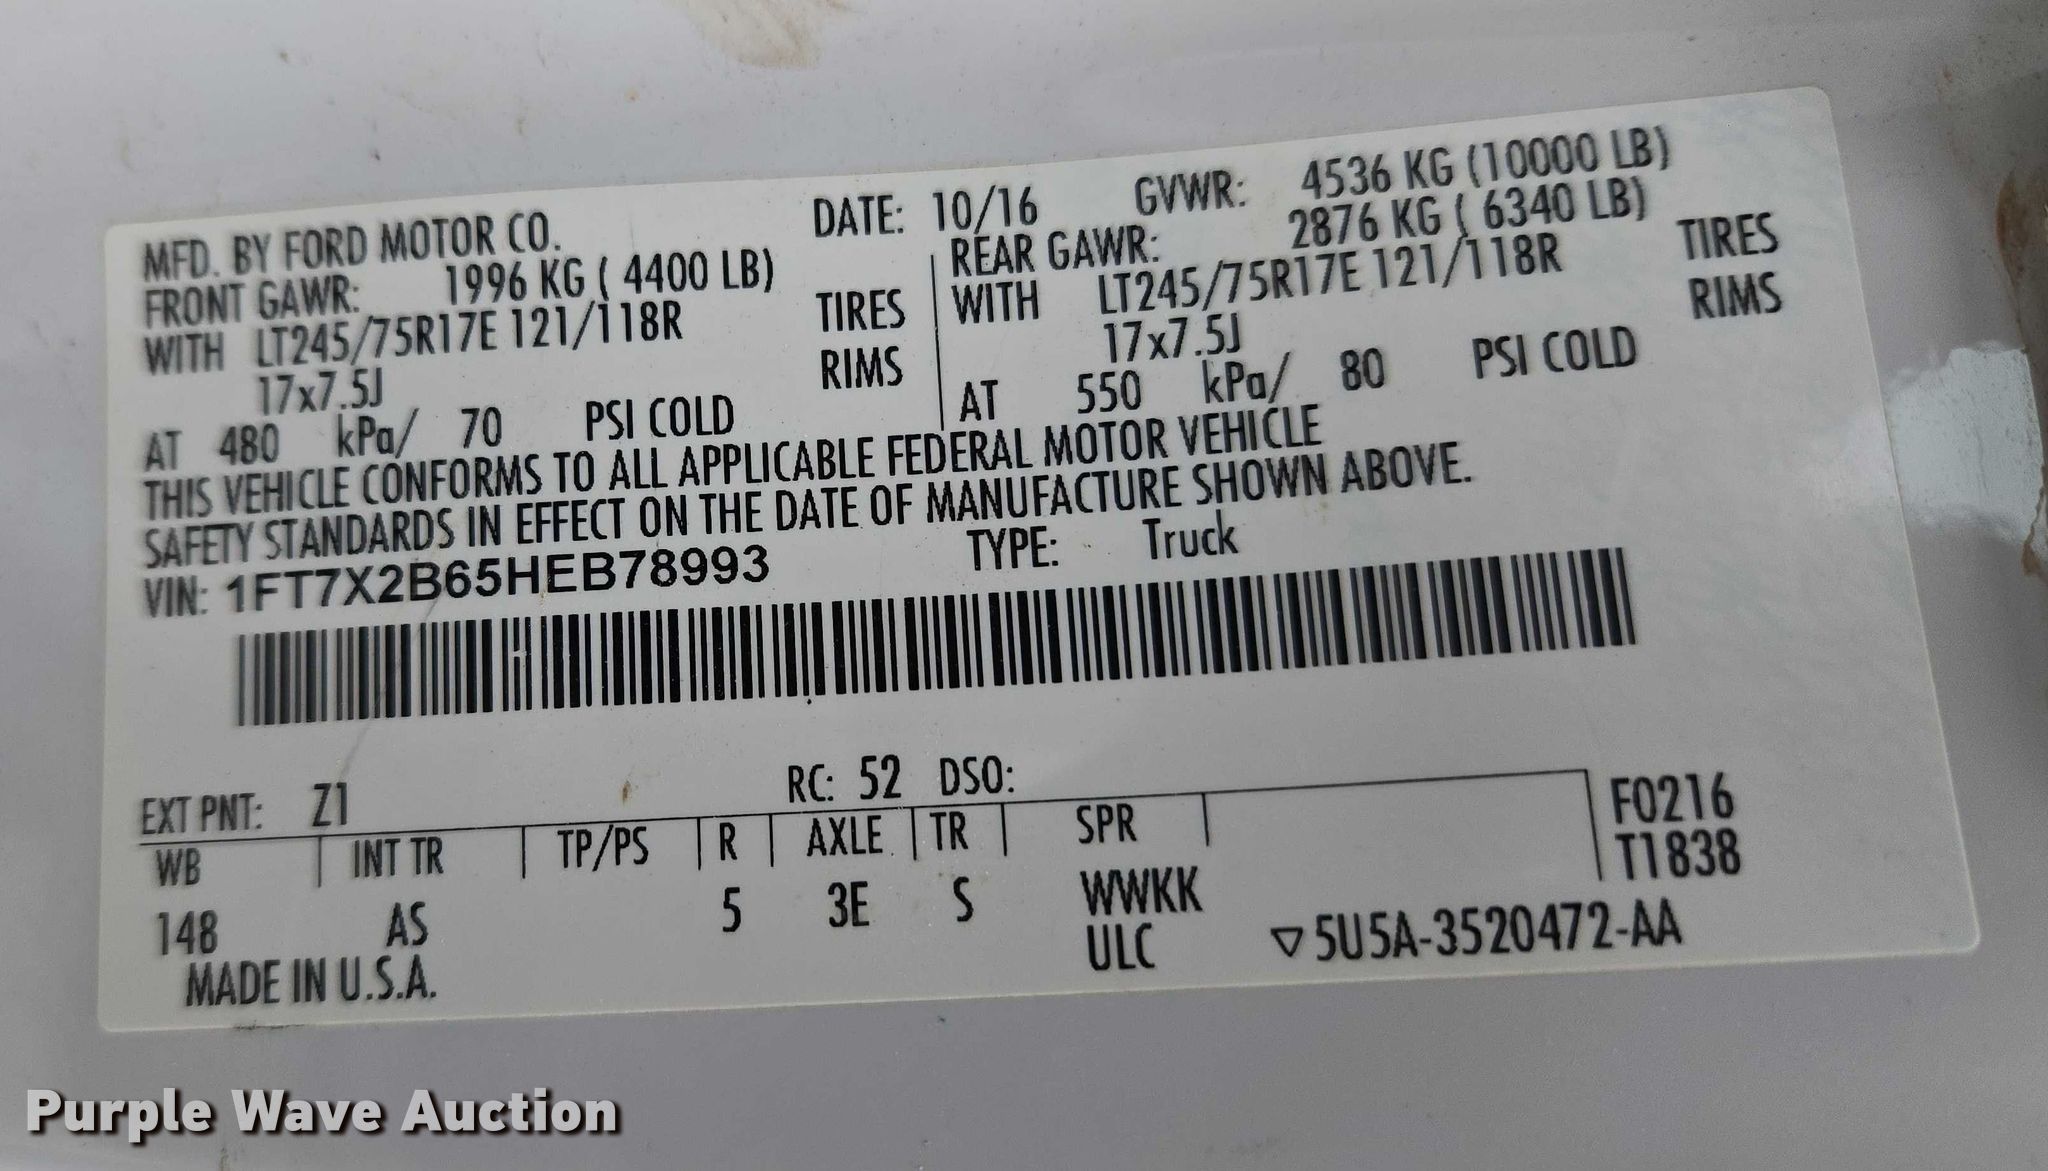 MFD. BY FORD MOTOR CO. DATE: 10/16 GVWR: 4536 KG (10000 LB)
FRONT GAWR: 1996 KG ( 4400 LB) REAR GAWR: 2876 KG ( 6340 LB)
WITH LT245/75R17E 121/118R TIRES WITH LT245/75R17E 121/118R TIRES
17x7.5J RIMS 17x7.5J RIMS
AT 480 kPa/ 70 PSI COLD AT 550 kPa/ 80 PSI COLD
THIS VEHICLE CONFORMS TO ALL APPLICABLE FEDERAL MOTOR VEHICLE
SAFETY STANDARDS IN EFFECT ON THE DATE OF MANUFACTURE SHOWN ABOVE.
VIN: 1FT7X2B65HEB78993 TYPE: Truck
EXT PNT: Z1 RC: 52 DSO:
WB INT TR TP/PS R AXLE TR SPR F0216
T1838
148 AS 5 3E S WWKK
ULC ▽5U5A-3520472-AA
MADE IN U.S.A.
Purple Wave Auction